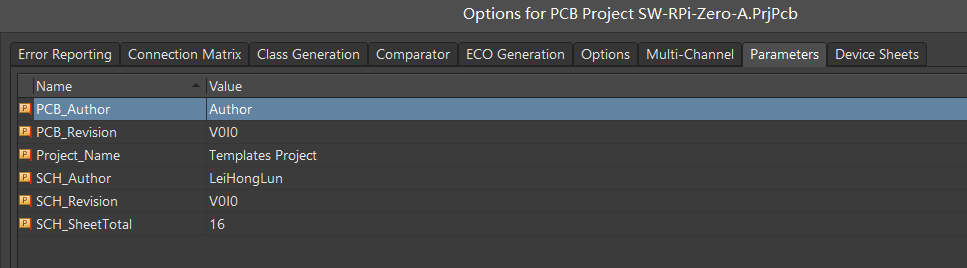 Options for PCB Project SW-RPi-Zero-A.PrjPcb
Error Reporting Connection Matrix Class Generation Comparator ECO Generation Options Multi-Channel Parameters Device Sheets
Name Value
P PCB_Author Author
P PCB_Revision V0I0
P Project_Name Templates Project
P SCH_Author LeiHongLun
P SCH_Revision V0I0
P SCH_SheetTotal 16